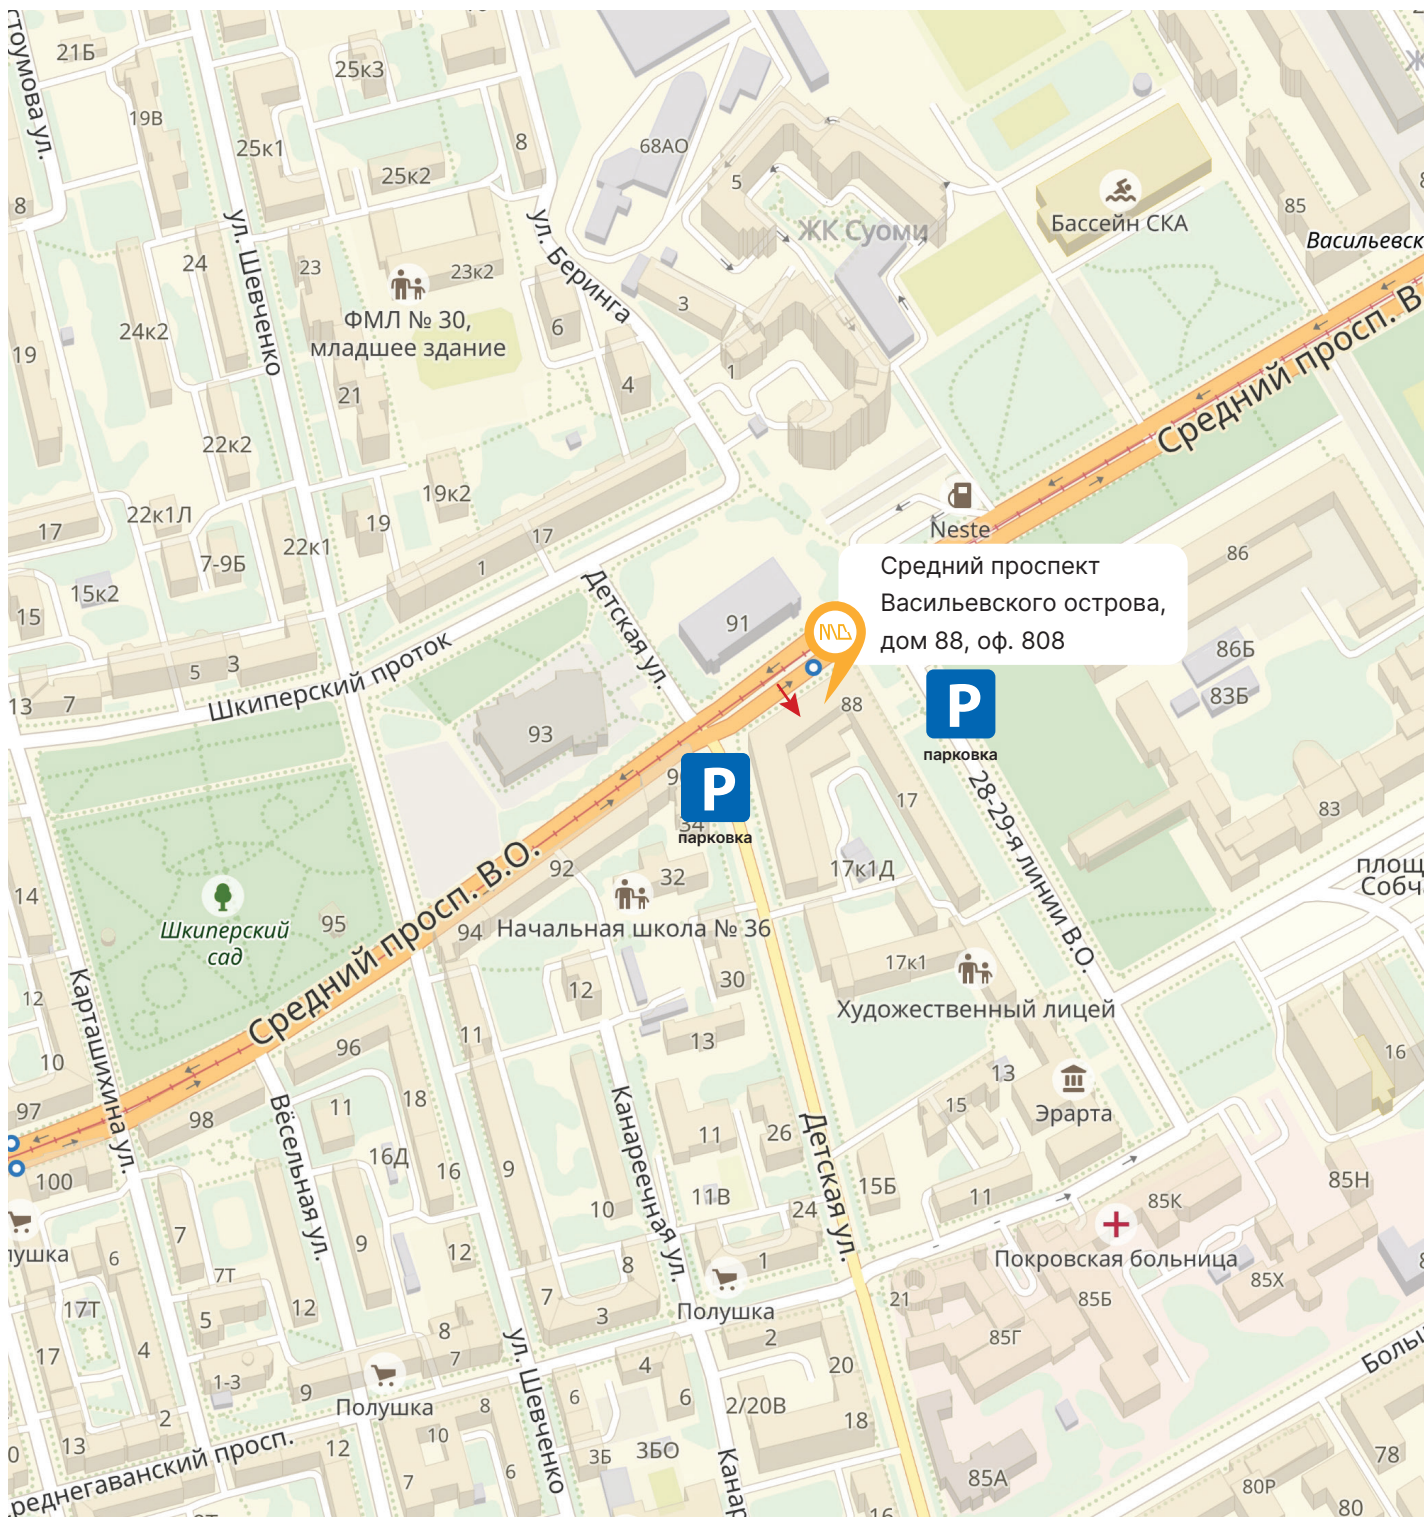 21Б
25к3
19В
25к1
25к2
8
68АО
5
ЖК Суоми
Бассейн СКА
85
8
ул. Шевченко
ул. Беринга
24
23
23к2
3
6
ФМЛ № 30,
младшее здание
24к2
19
1
4
21
Средний просп. В
22к2
19к2
Neste
17
22к1Л
19
17
22к1
7-9Б
1
86
Средний проспект
Васильевского острова,
дом 88, оф. 808
15к2
15
Детская ул.
91
86Б
83Б
5
3
Шкиперский проток
13
7
88
93
P
парковка
P
парковка
28-29-я линии В.О.
17
83
34
92
32
17к1Д
14
Шкиперский
сад
95
94
Начальная школа № 36
Средний просп. В.О.
17к1
Художественный лицей
30
12
12
Карташихина ул.
11
13
96
10
16
13
Эрарта
97
98
11
18
Вёсельная ул.
Канареечная ул.
Детская ул.
15
11
26
16Д
16
9
100
10
11В
24
15Б
11
85К
85Н
7
9
12
6
7Т
8
1
Покровская больница
85Х
85Б
17Т
5
12
7
3
Полушка
21
85Г
8
7
17
4
1-3
9
Полушка
ул. Шевченко
4
2
20
6
6
2/20В
18
2
8
13
12
10
3Б
3БО
78
7
6
85А
80Р
80